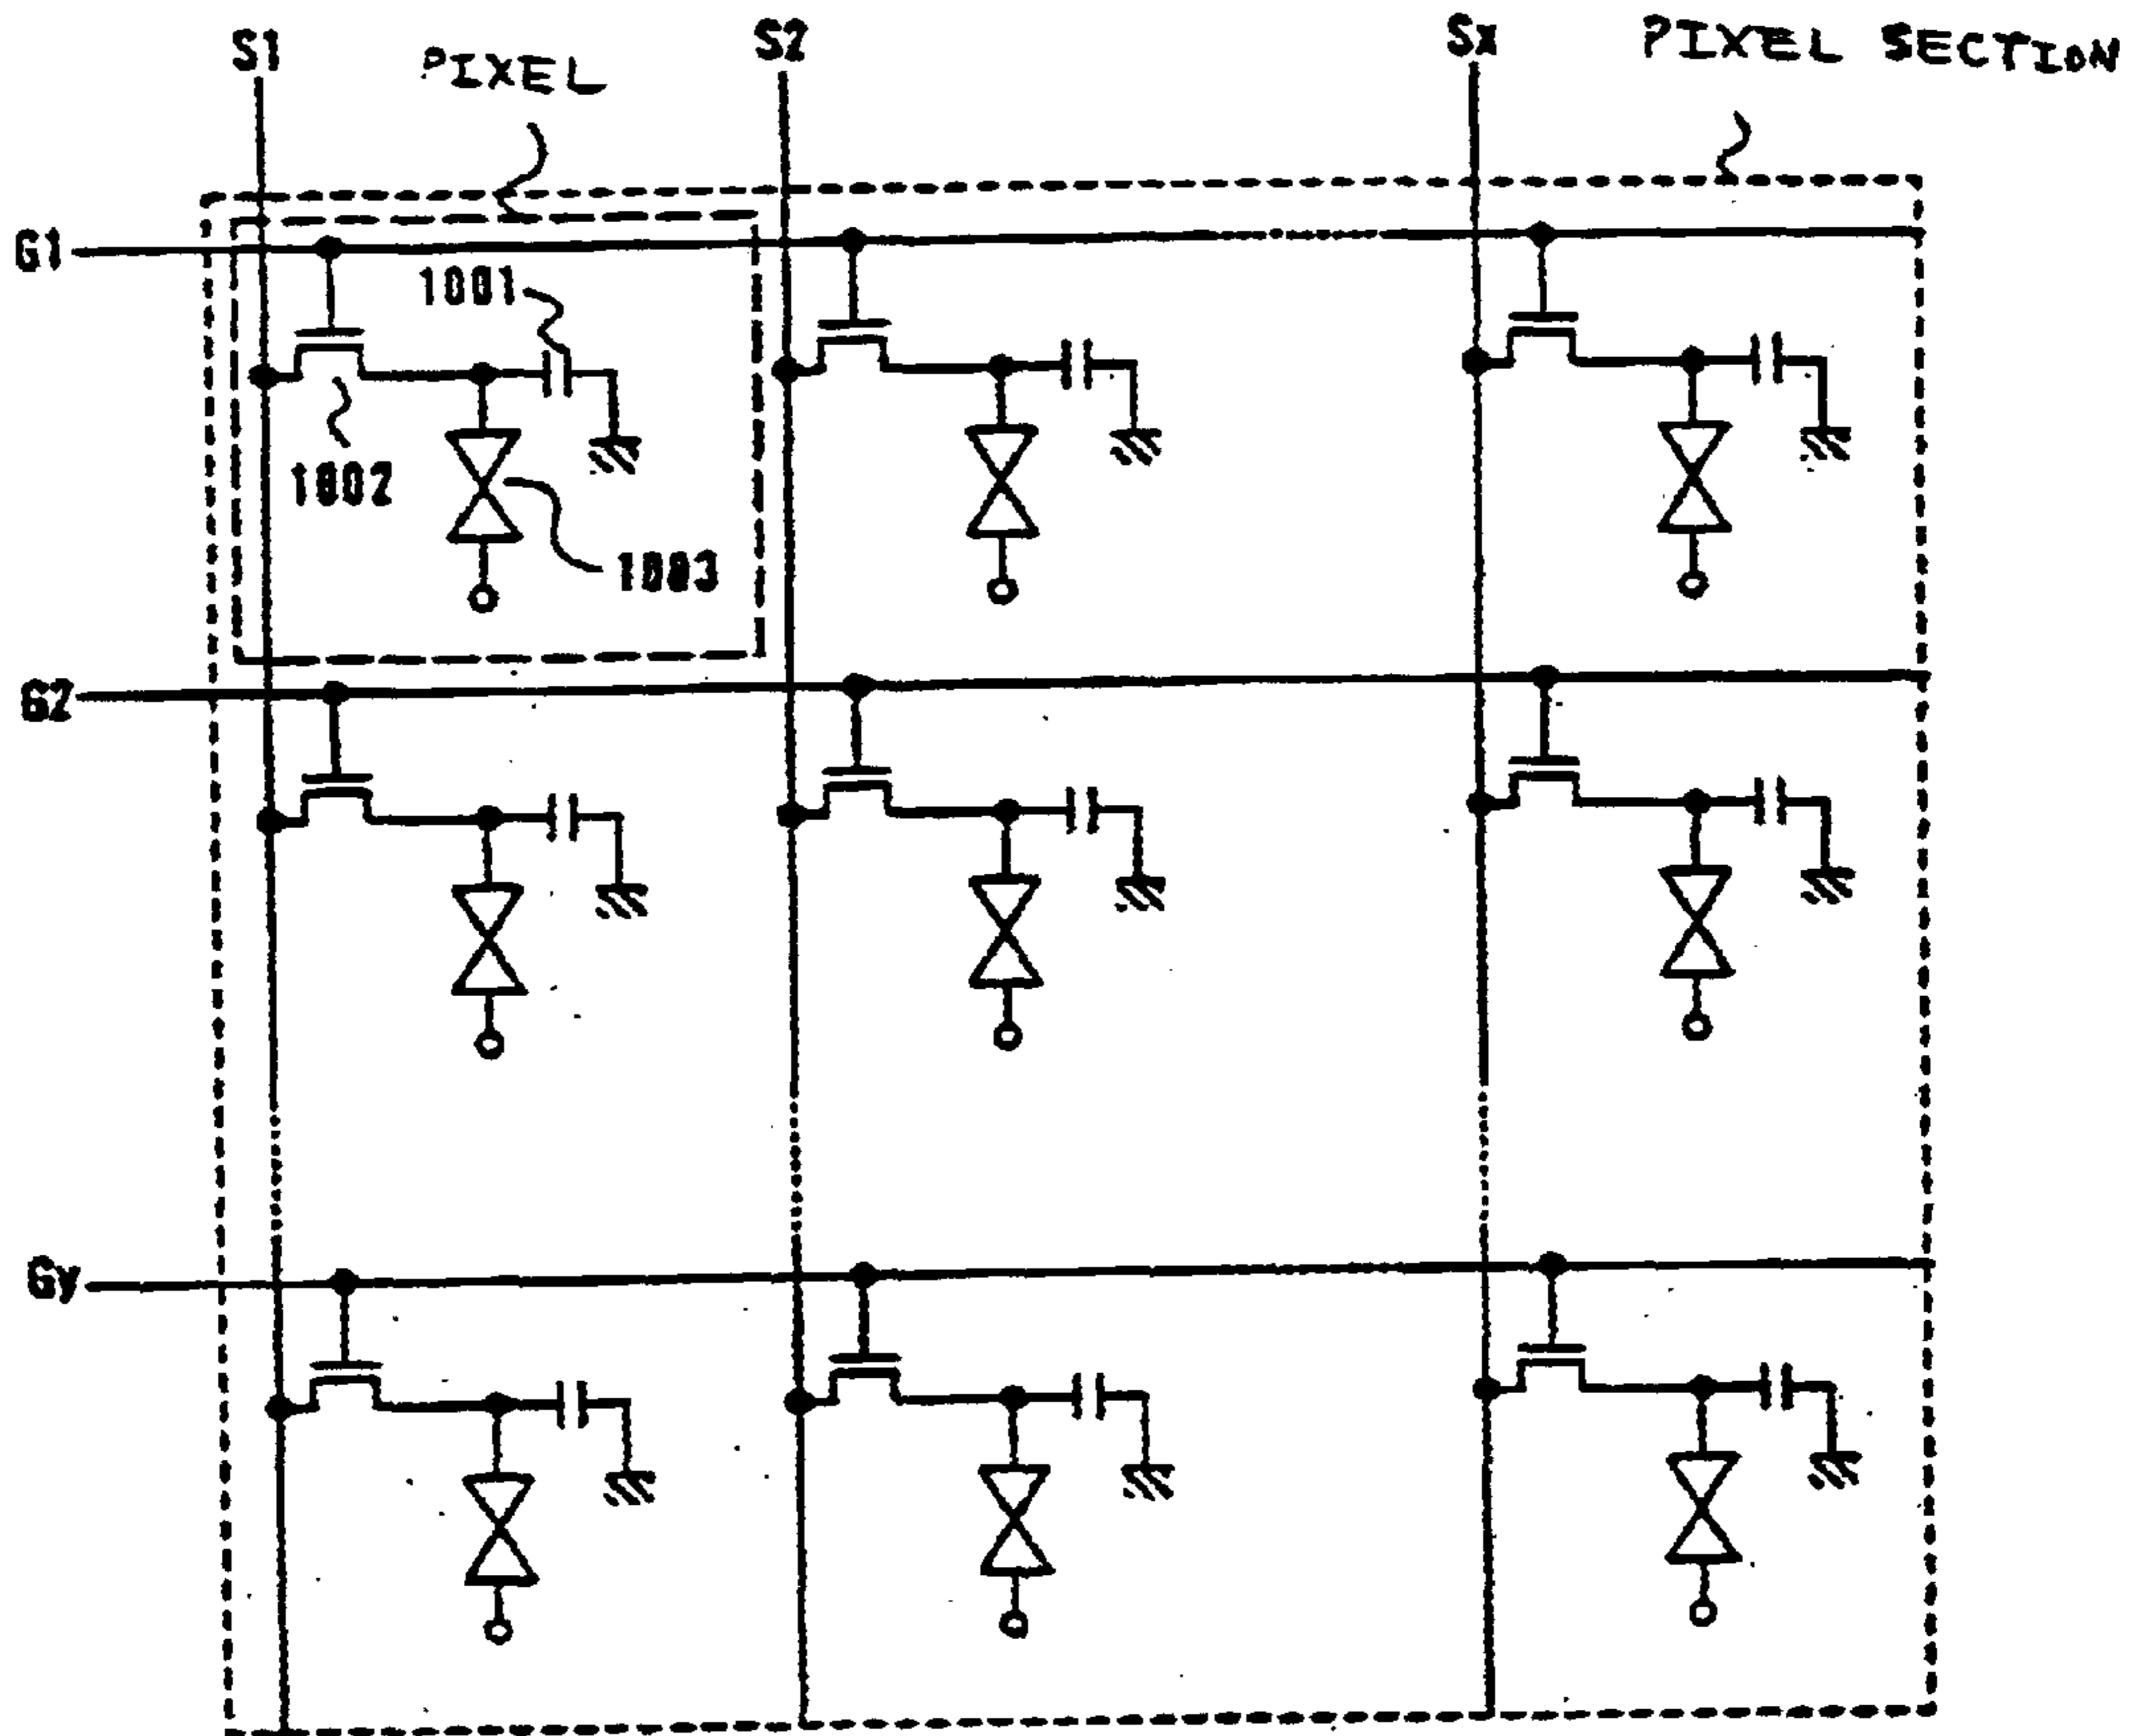 S1
PIXEL
S2
Sx
PIXEL SECTION
G1
1001
1002
1003
G2
Gy